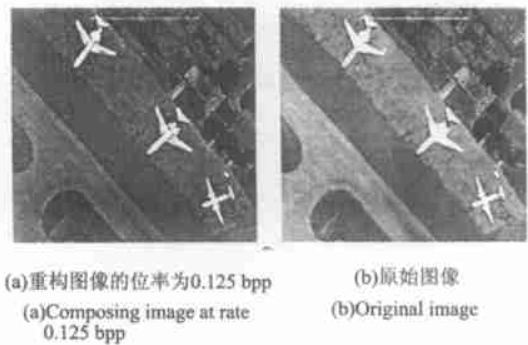 (a)重构图像的位率为0.125 bpp
(a)Composing image at rate
0.125 bpp
(b)原始图像
(b)Original image